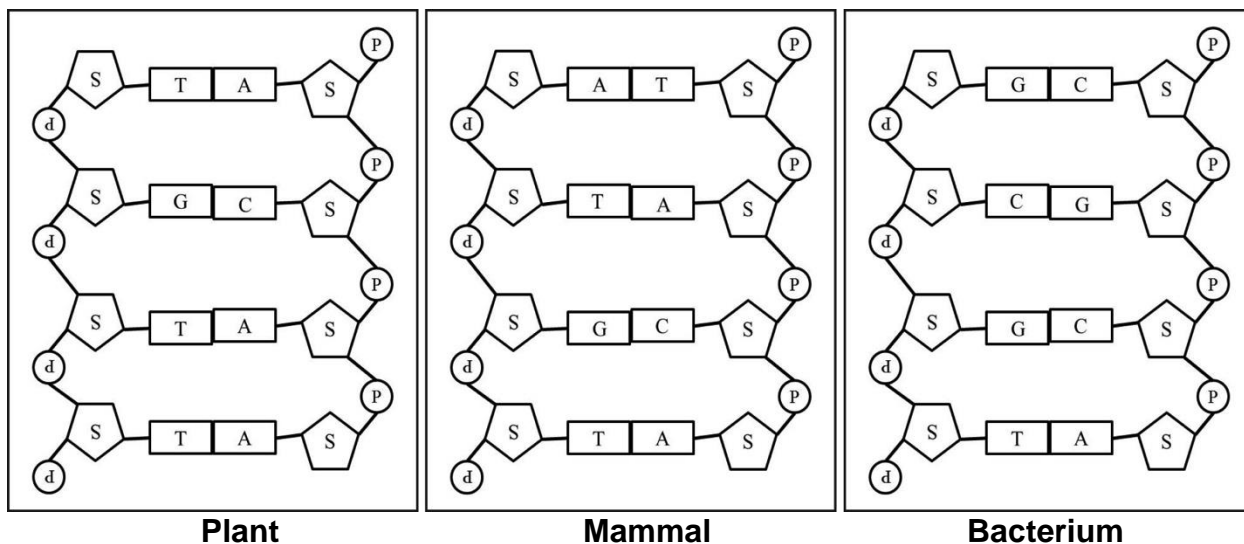 P P P
S T A S S A T S S G C S
P P P
P P P
S G C S S T A S S C G S
P P P
P P P
S T A S S G C S S G C S
P P P
P P P
S T A S S T A S S T A S
P P P
Plant Mammal Bacterium